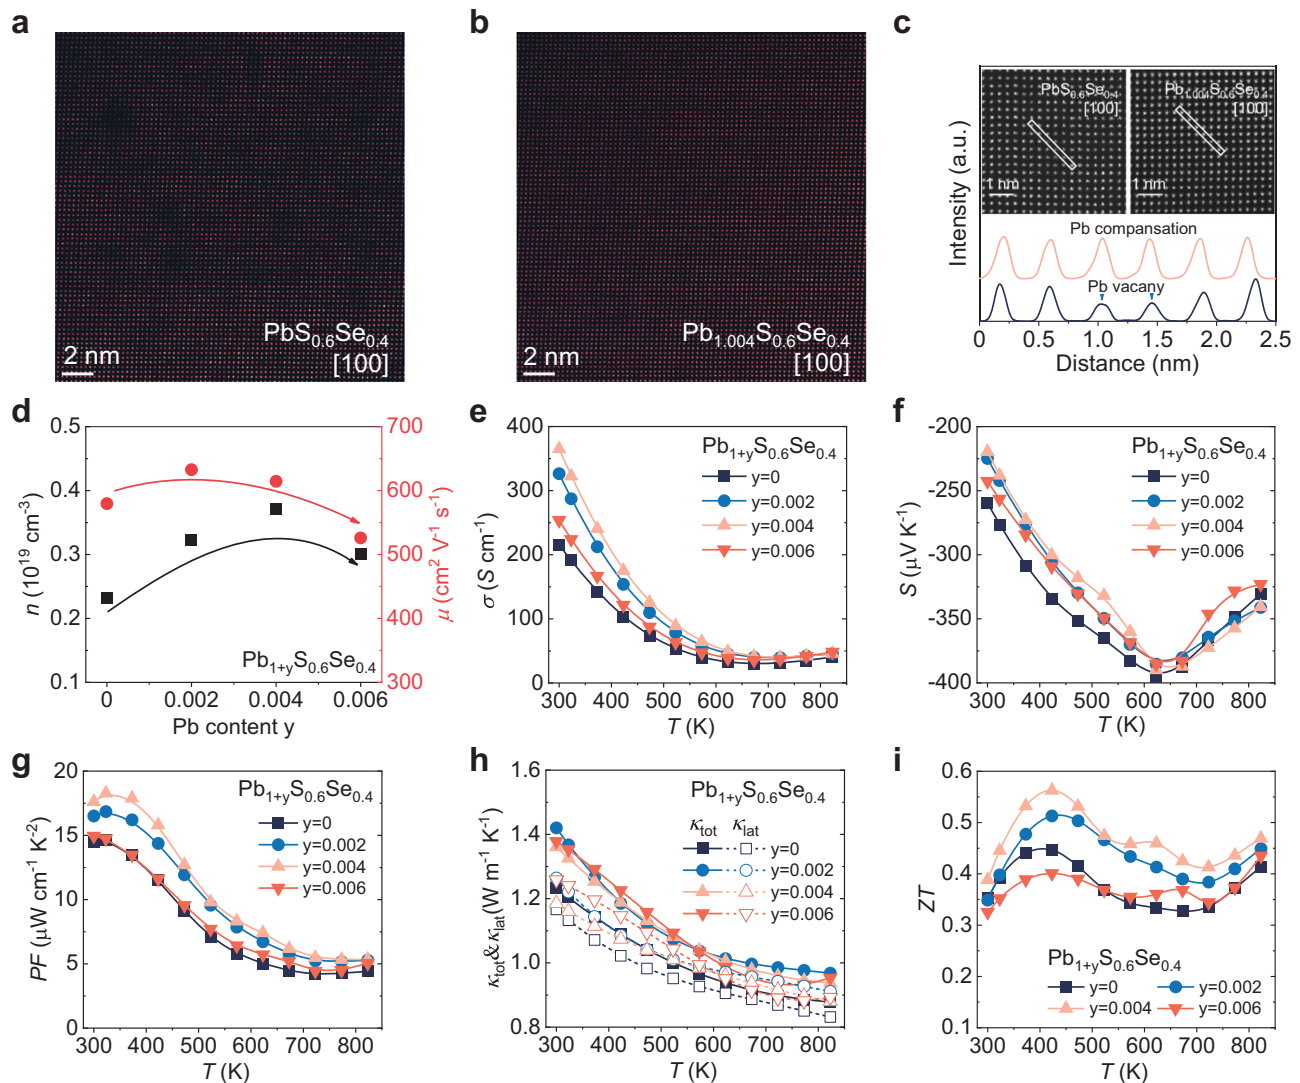 a
PbS0.6Se0.4
[100]
2 nm
b
Pb1.004S0.6Se0.4
[100]
2 nm
c
Intensity (a.u.)
PbS0.6Se0.4
[100]
1 nm
Pb1.004S0.6Se0.4
[100]
1 nm
Pb compansation
Pb vacany
0 0.5 1.0 1.5 2.0 2.5
Distance (nm)
d
n (10^19 cm^-3)
0.5
0.4
0.3
0.2
0.1
700
600
500
400
300
μ (cm^2 V^-1 s^-1)
Pb1+yS0.6Se0.4
0 0.002 0.004 0.006
Pb content y
e
σ (S cm^-1)
400
300
200
100
0
Pb1+yS0.6Se0.4
y=0
y=0.002
y=0.004
y=0.006
300 400 500 600 700 800
T (K)
f
S (μV K^-1)
-200
-250
-300
-350
-400
Pb1+yS0.6Se0.4
y=0
y=0.002
y=0.004
y=0.006
300 400 500 600 700 800
T (K)
g
PF (μW cm^-1 K^-2)
20
15
10
5
0
Pb1+yS0.6Se0.4
y=0
y=0.002
y=0.004
y=0.006
300 400 500 600 700 800
T (K)
h
κtot&κlat(W m^-1 K^-1)
1.6
1.4
1.2
1.0
0.8
Pb1+yS0.6Se0.4
κtot κlat
y=0
y=0.002
y=0.004
y=0.006
300 400 500 600 700 800
T (K)
i
ZT
0.6
0.5
0.4
0.3
0.2
0.1
Pb1+yS0.6Se0.4
y=0 y=0.002
y=0.004 y=0.006
300 400 500 600 700 800
T (K)